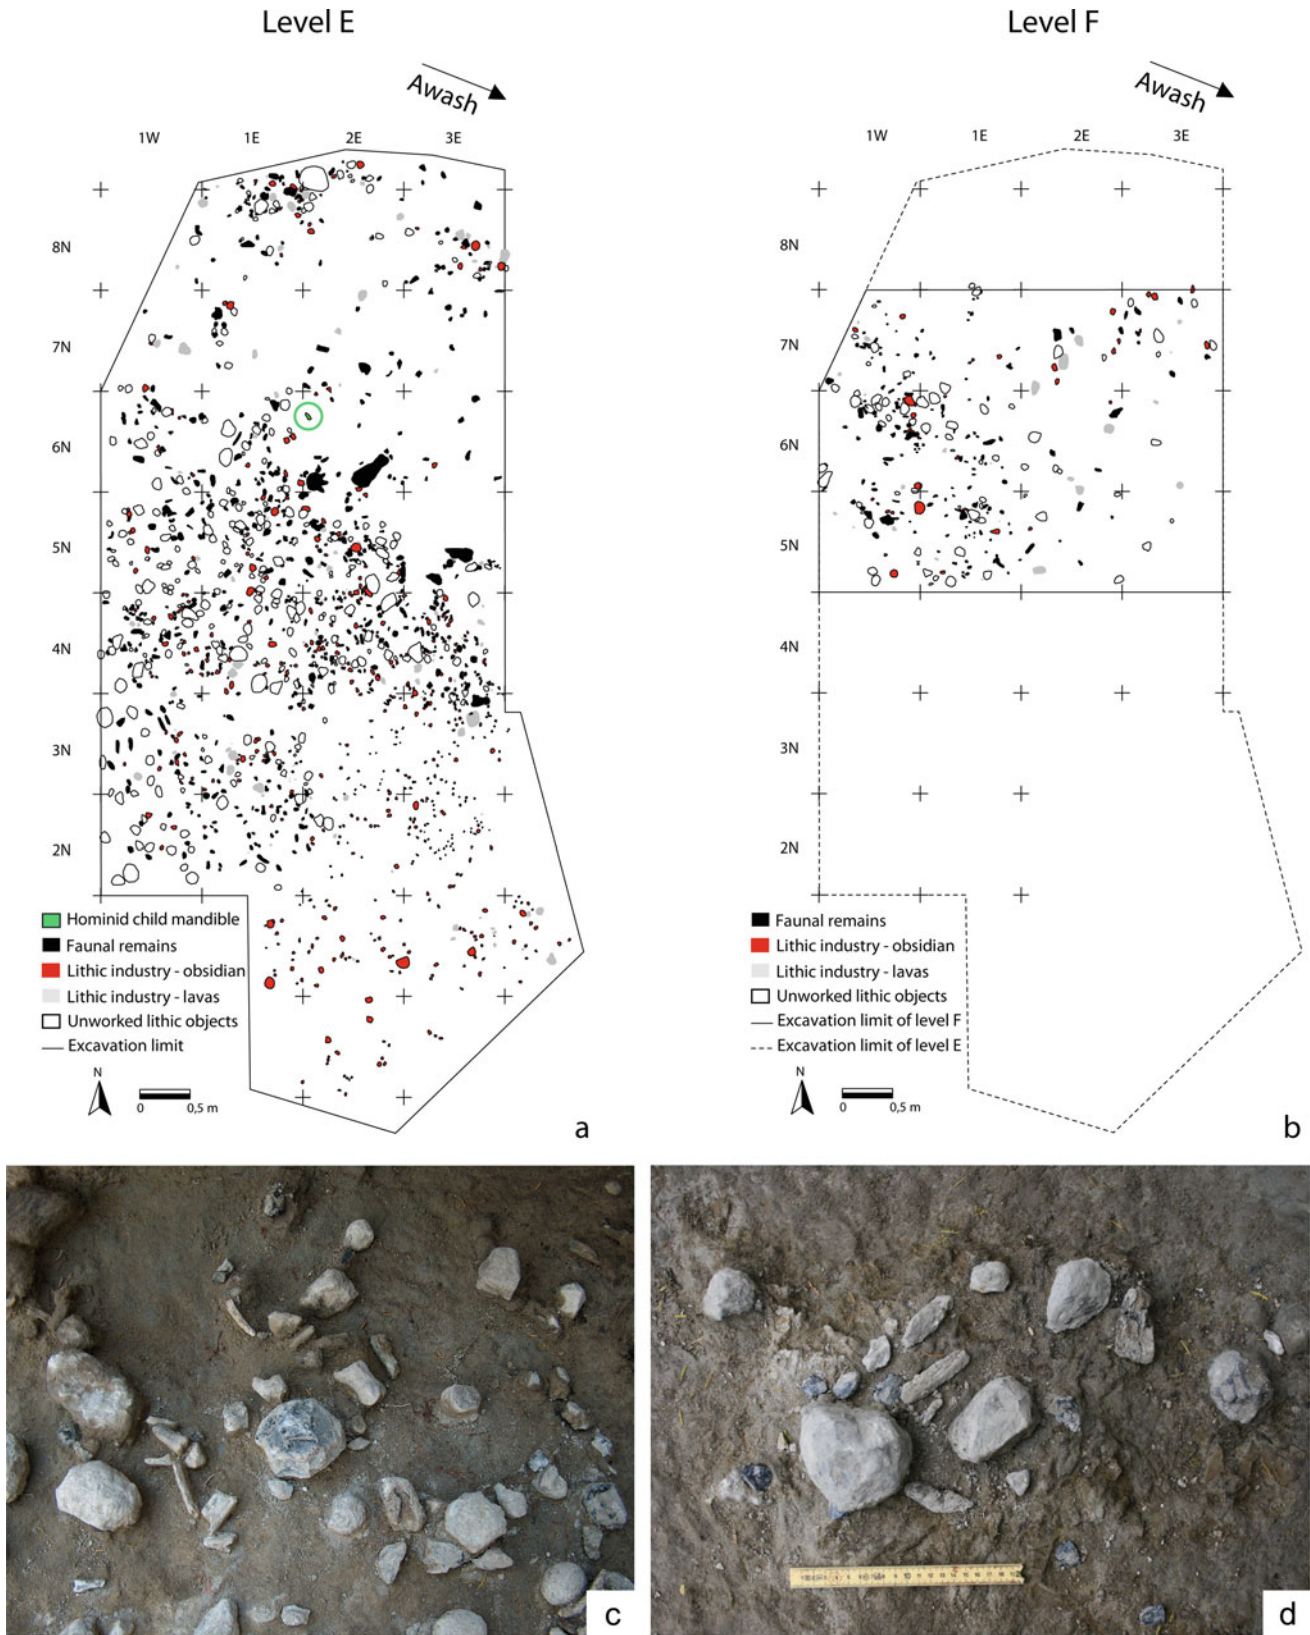 Level E
Level F
Awash
Awash
1W 1E 2E 3E
1W 1E 2E 3E
8N
8N
7N
7N
6N
6N
5N
5N
4N
4N
3N
3N
2N
2N
Hominid child mandible
Faunal remains
Lithic industry - obsidian
Lithic industry - lavas
Unworked lithic objects
Excavation limit
N
0 0,5 m
a
Faunal remains
Lithic industry - obsidian
Lithic industry - lavas
Unworked lithic objects
Excavation limit of level F
Excavation limit of level E
N
0 0,5 m
b
c
d